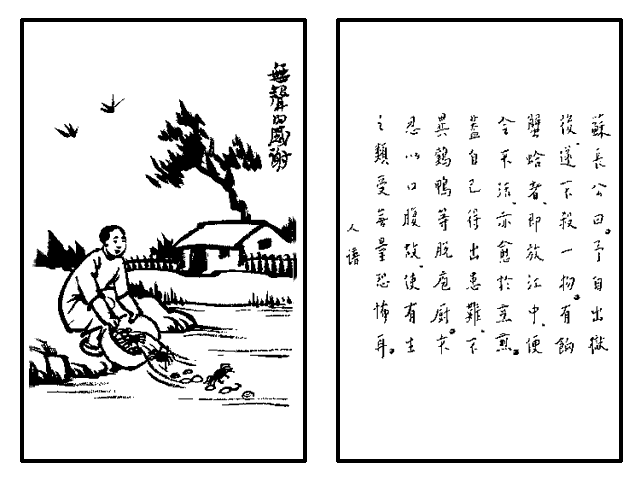 無聲的感謝
蘇長公曰。予自出獄
後、遂不殺一物。有餉
蟹蛤者、即放江中、便
令不活、亦愈於烹煎。
蓋自己得出患難、不
異鷄鴨等脫庖厨。不
忍以口腹故、使有生
之類受無量恐怖耳。
人譜